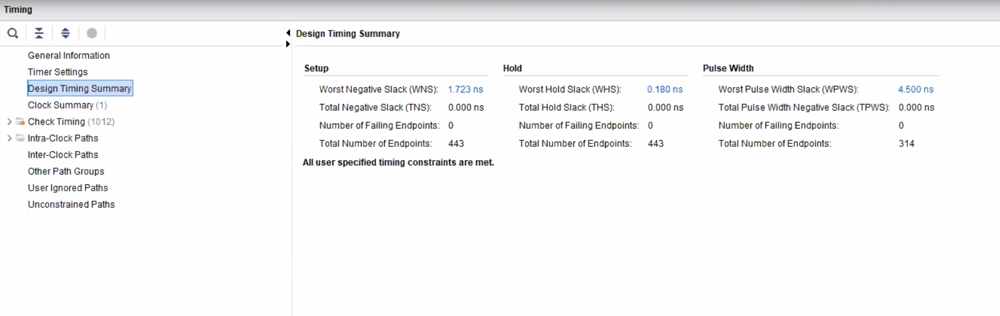 Timing
General Information
Timer Settings
Design Timing Summary
Clock Summary (1)
Check Timing (1012)
Intra-Clock Paths
Inter-Clock Paths
Other Path Groups
User Ignored Paths
Unconstrained Paths
Design Timing Summary
Setup
Worst Negative Slack (WNS): 1.723 ns
Total Negative Slack (TNS): 0.000 ns
Number of Failing Endpoints: 0
Total Number of Endpoints: 443
Hold
Worst Hold Slack (WHS): 0.180 ns
Total Hold Slack (THS): 0.000 ns
Number of Failing Endpoints: 0
Total Number of Endpoints: 443
Pulse Width
Worst Pulse Width Slack (WPWS): 4.500 ns
Total Pulse Width Negative Slack (TPWS): 0.000 ns
Number of Failing Endpoints: 0
Total Number of Endpoints: 314
All user specified timing constraints are met.